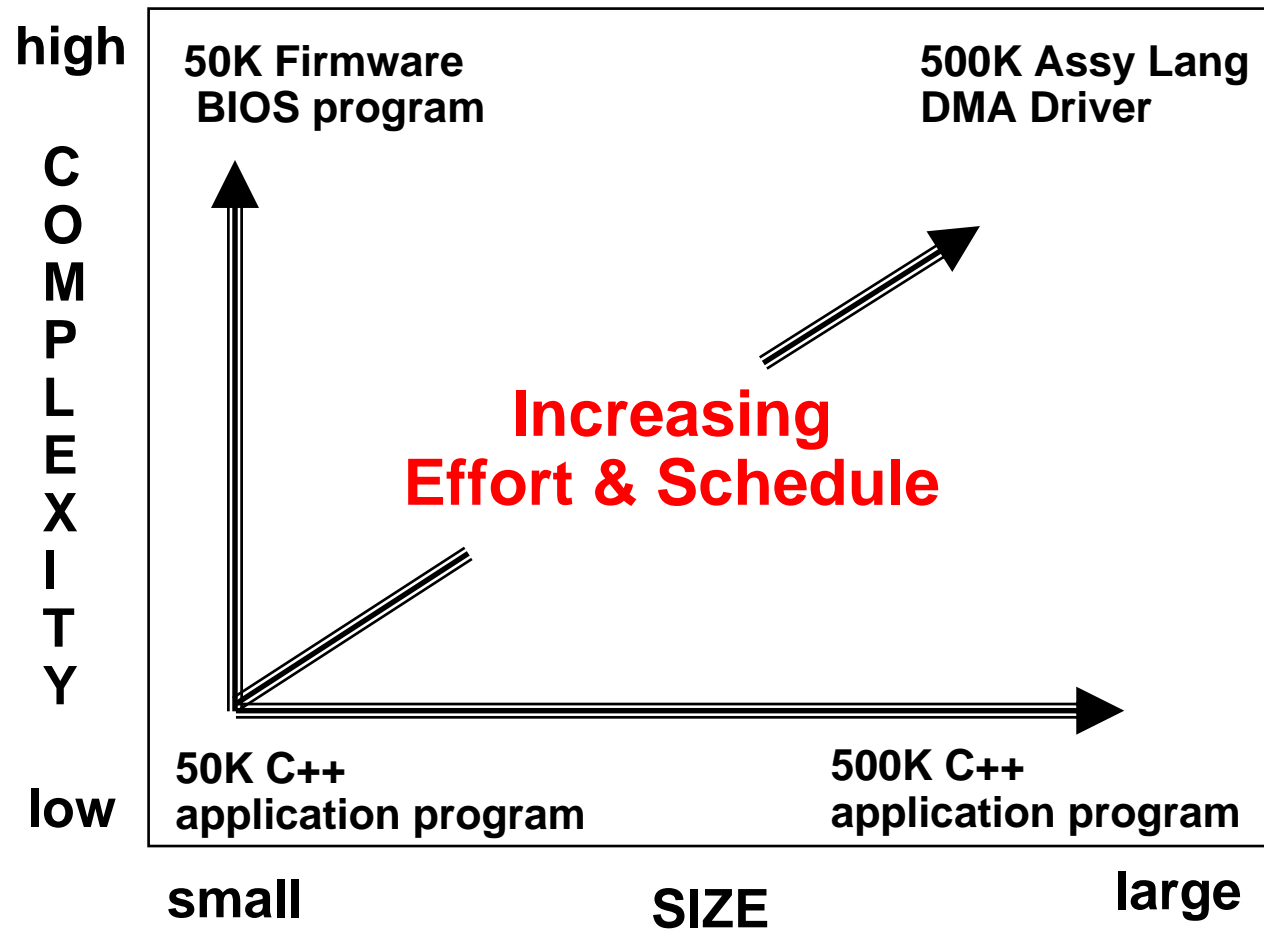 high
50K Firmware
BIOS program
500K Assy Lang
DMA Driver
C
O
M
P
L
E
X
I
T
Y
Increasing
Effort & Schedule
low
50K C++
application program
500K C++
application program
small
SIZE
large